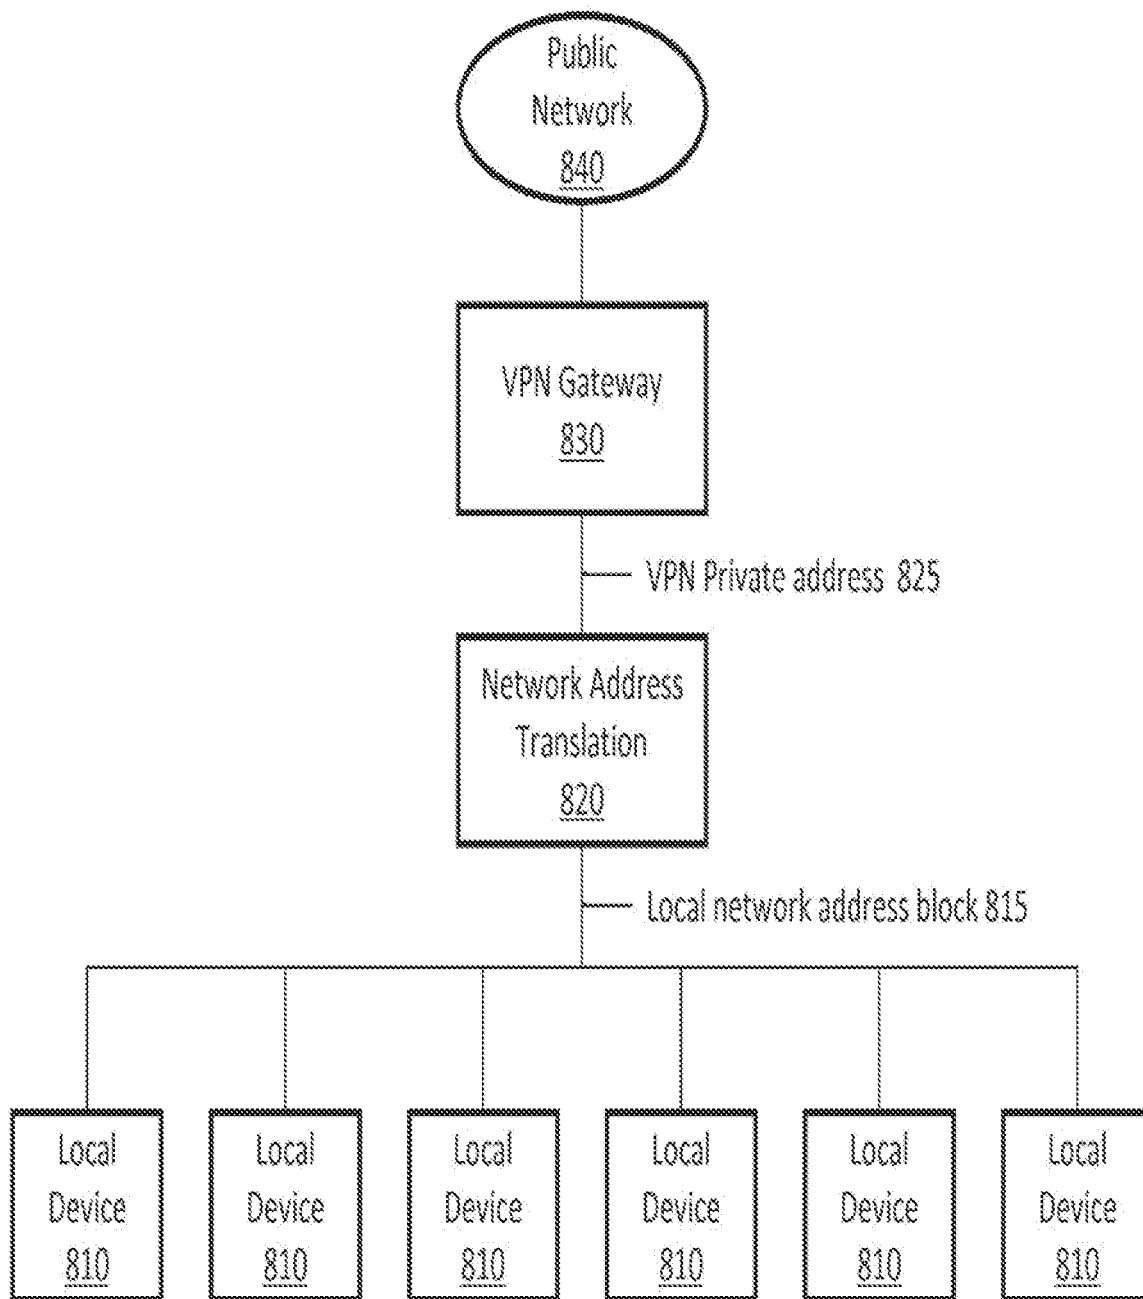 Public
Network
840
VPN Gateway
830
VPN Private address 825
Network Address
Translation
820
Local network address block 815
Local
Device
810
Local
Device
810
Local
Device
810
Local
Device
810
Local
Device
810
Local
Device
810